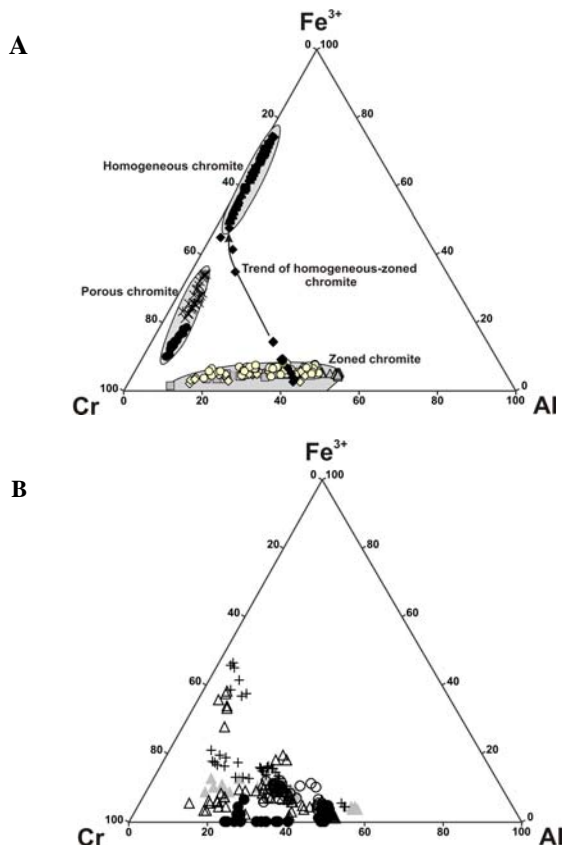 A
Fe3+
0 100
20 80
Homogeneous chromite
40 60
60 40
Trend of homogeneous-zoned
chromite
Porous chromite
80 20
Zoned chromite
100 0
Cr Al
0 20 40 60 80 100
B
Fe3+
0 100
20 80
40 60
60 40
80 20
100 0
Cr Al
0 20 40 60 80 100